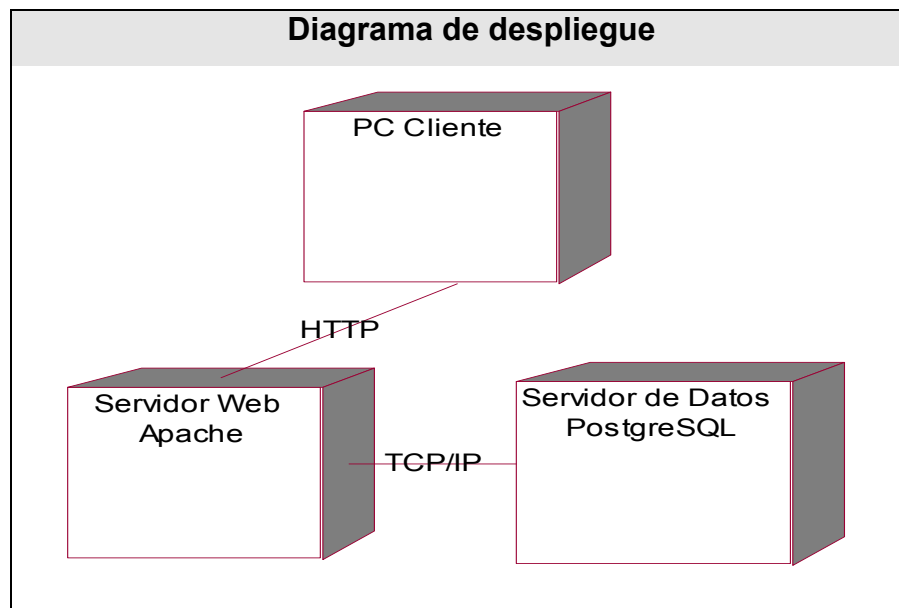 Diagrama de despliegue
PC Cliente
HTTP
Servidor Web
Apache
TCP/IP
Servidor de Datos
PostgreSQL